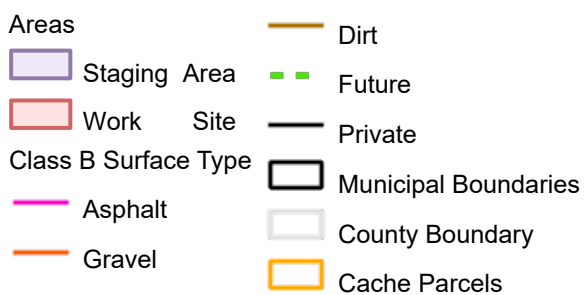 Areas
Staging Area
Work Site
Class B Surface Type
Asphalt
Gravel
Dirt
Future
Private
Municipal Boundaries
County Boundary
Cache Parcels